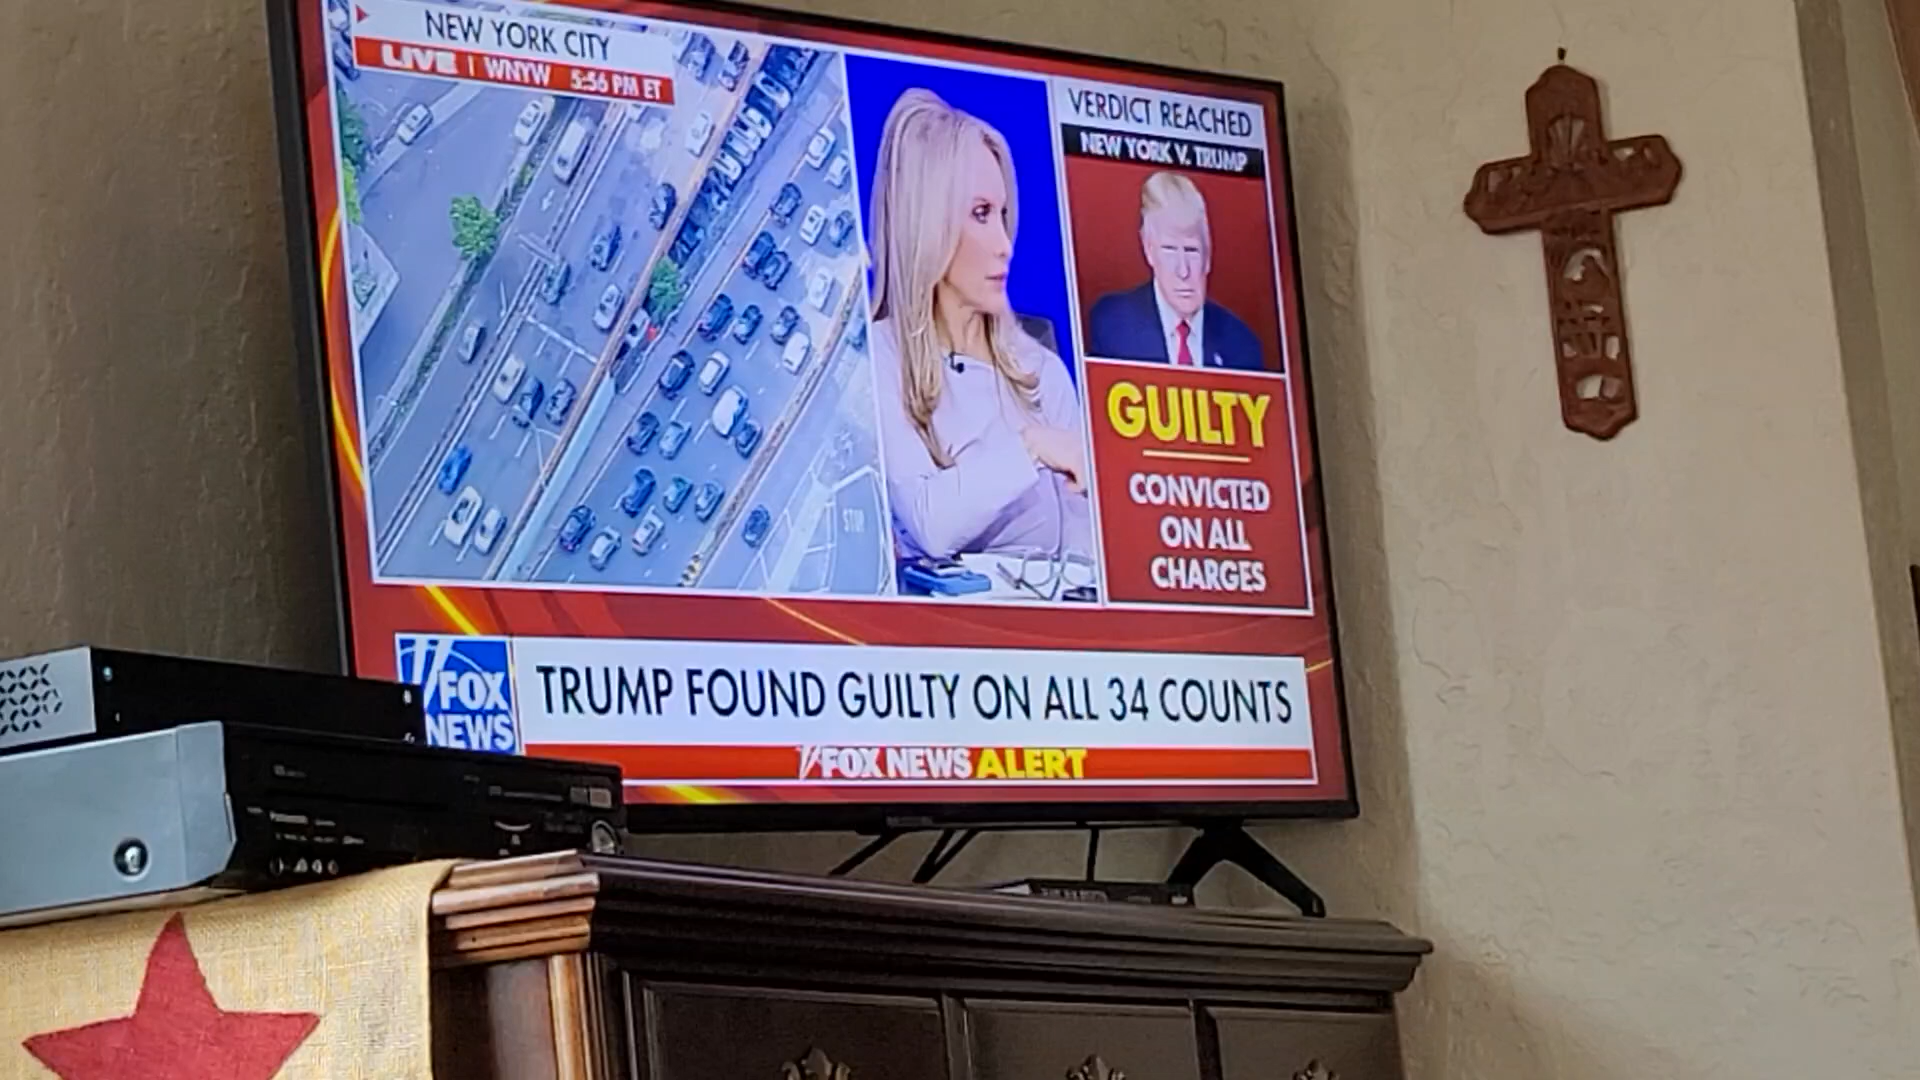 NEW YORK CITY
LIVE | WNYW 5:56 PM ET
STOP
VERDICT REACHED
NEW YORK V. TRUMP
GUILTY
CONVICTED
ON ALL
CHARGES
FOX
NEWS
TRUMP FOUND GUILTY ON ALL 34 COUNTS
FOX NEWS ALERT
Panasonic